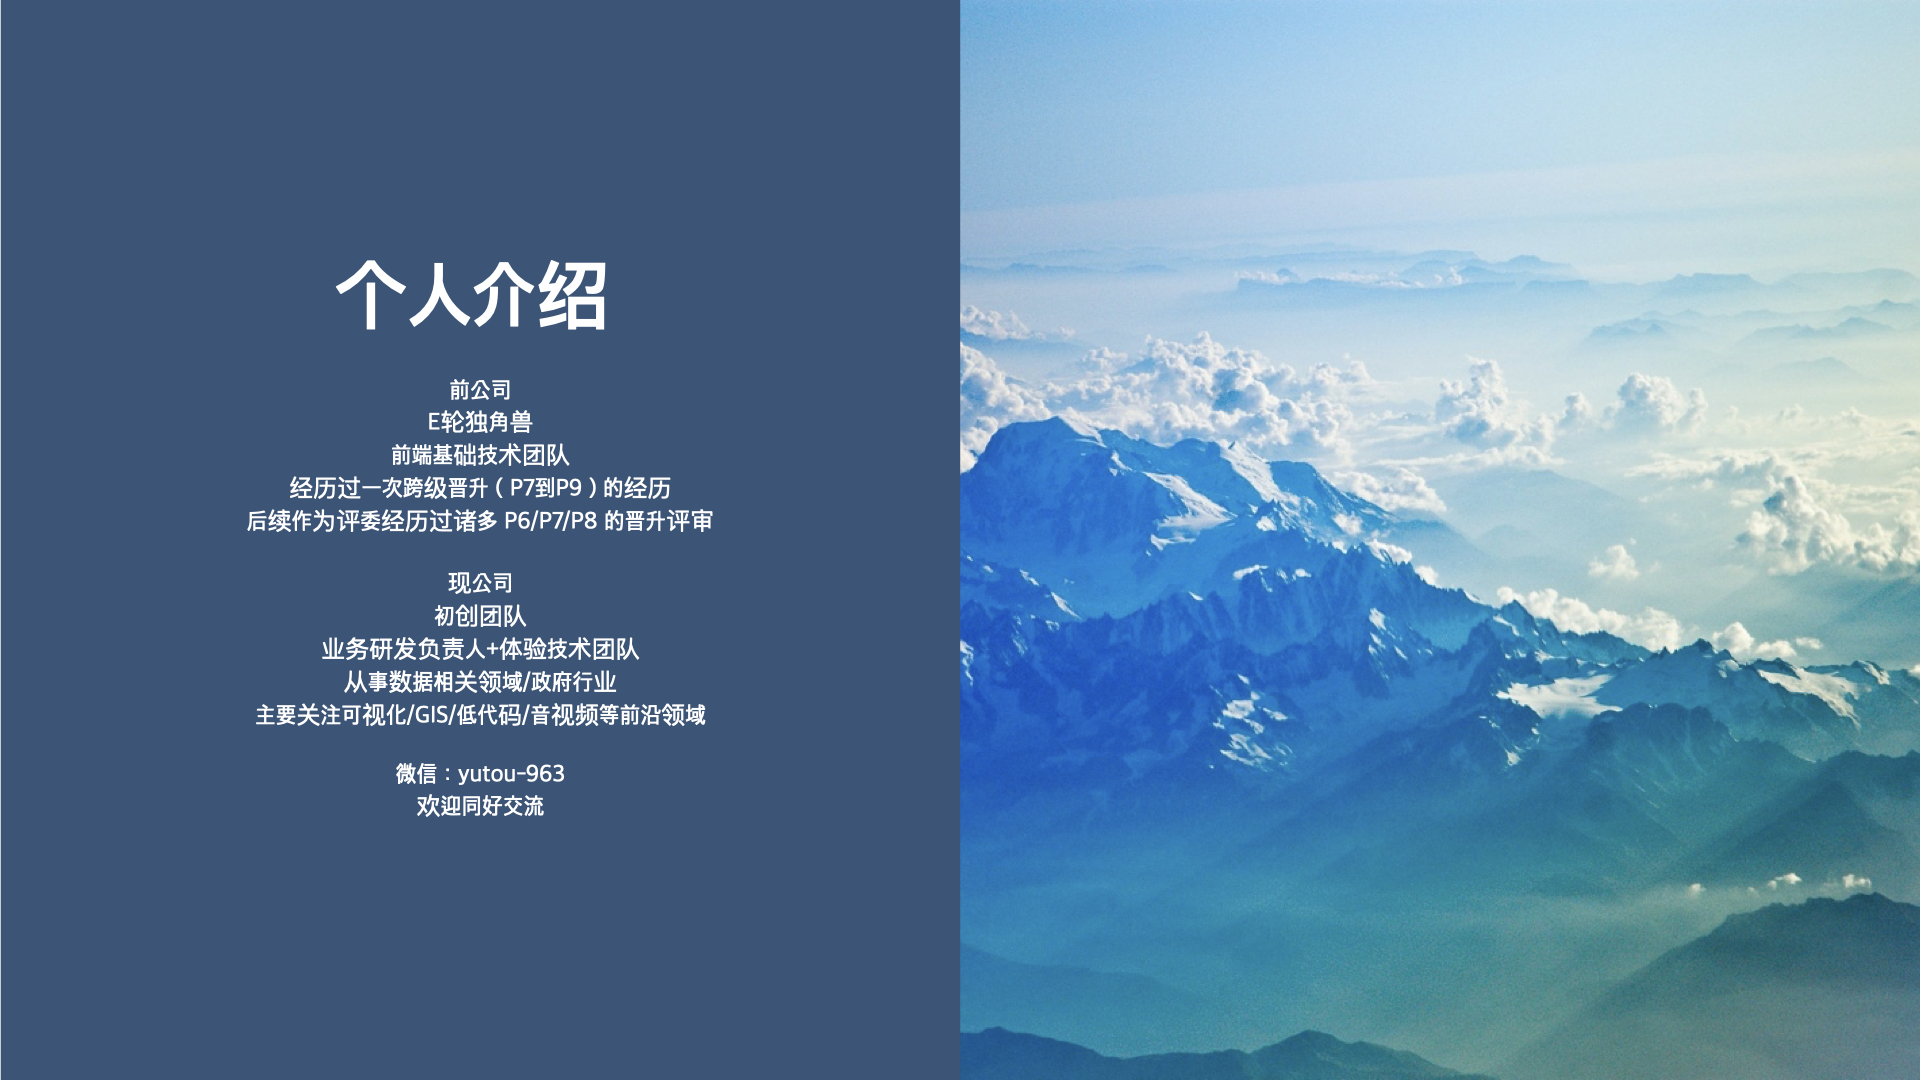 个人介绍
前公司
E轮独角兽
前端基础技术团队
经历过一次跨级晋升（P7到P9）的经历
后续作为评委经历过诸多 P6/P7/P8 的晋升评审
现公司
初创团队
业务研发负责人+体验技术团队
从事数据相关领域/政府行业
主要关注可视化/GIS/低代码/音视频等前沿领域
微信：yutou-963
欢迎同好交流